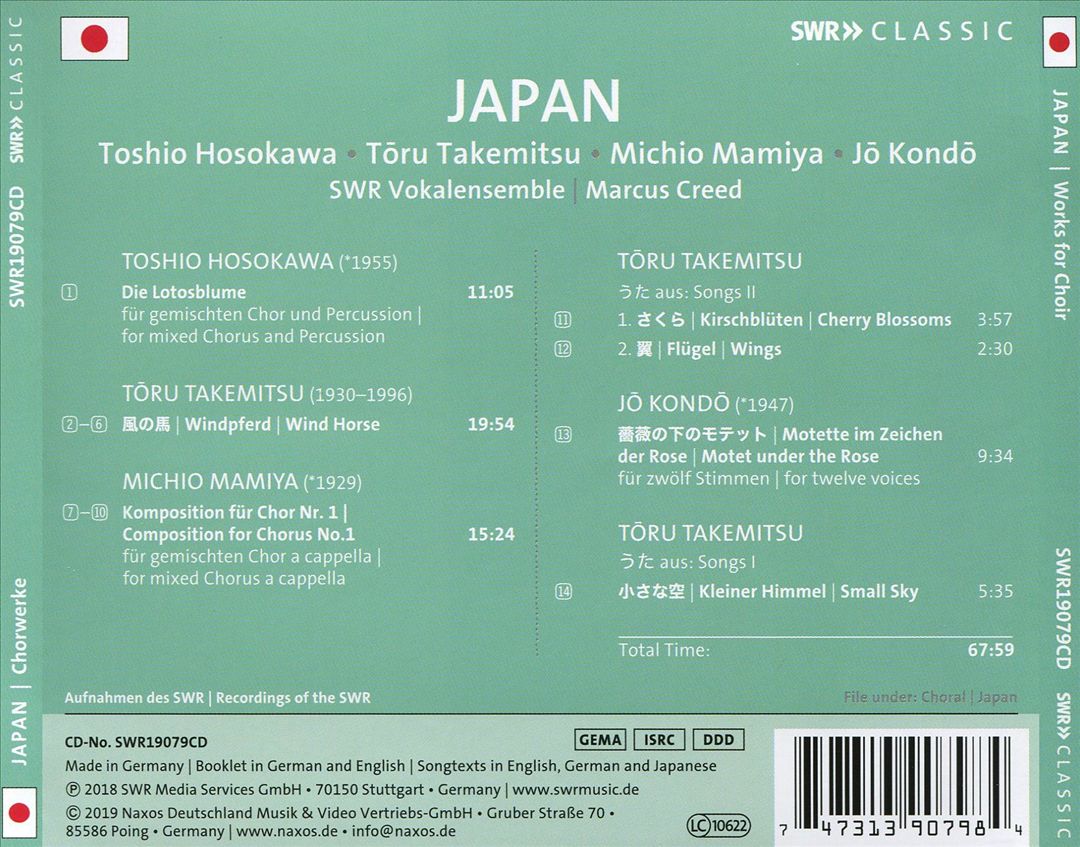 SWR» CLASSIC
JAPAN
Toshio Hosokawa • Tōru Takemitsu • Michio Mamiya • Jō Kondō
SWR Vokalensemble | Marcus Creed
TOSHIO HOSOKAWA (*1955)
1 Die Lotosblume 11:05
für gemischten Chor und Percussion |
for mixed Chorus and Percussion
TŌRU TAKEMITSU (1930–1996)
2–6 風の馬 | Windpferd | Wind Horse 19:54
MICHIO MAMIYA (*1929)
7–10 Komposition für Chor Nr. 1 |
Composition for Chorus No.1 15:24
für gemischten Chor a cappella |
for mixed Chorus a cappella
TŌRU TAKEMITSU
うた aus: Songs II
11 1. さくら | Kirschblüten | Cherry Blossoms 3:57
12 2. 翼 | Flügel | Wings 2:30
JŌ KONDŌ (*1947)
13 薔薇の下のモテット | Motette im Zeichen
der Rose | Motet under the Rose 9:34
für zwölf Stimmen | for twelve voices
TŌRU TAKEMITSU
うた aus: Songs I
14 小さな空 | Kleiner Himmel | Small Sky 5:35
Total Time: 67:59
Aufnahmen des SWR | Recordings of the SWR
File under: Choral | Japan
CD-No. SWR19079CD
GEMA ISRC DDD
Made in Germany | Booklet in German and English | Songtexts in English, German and Japanese
℗ 2018 SWR Media Services GmbH • 70150 Stuttgart • Germany | www.swrmusic.de
© 2019 Naxos Deutschland Musik & Video Vertriebs-GmbH • Gruber Straße 70 •
85586 Poing • Germany | www.naxos.de • info@naxos.de
LC 10622
7 47313 90798 4
JAPAN | Chorwerke SWR19079CD SWR» CLASSIC
JAPAN | Works for Choir SWR19079CD SWR» CLASSIC